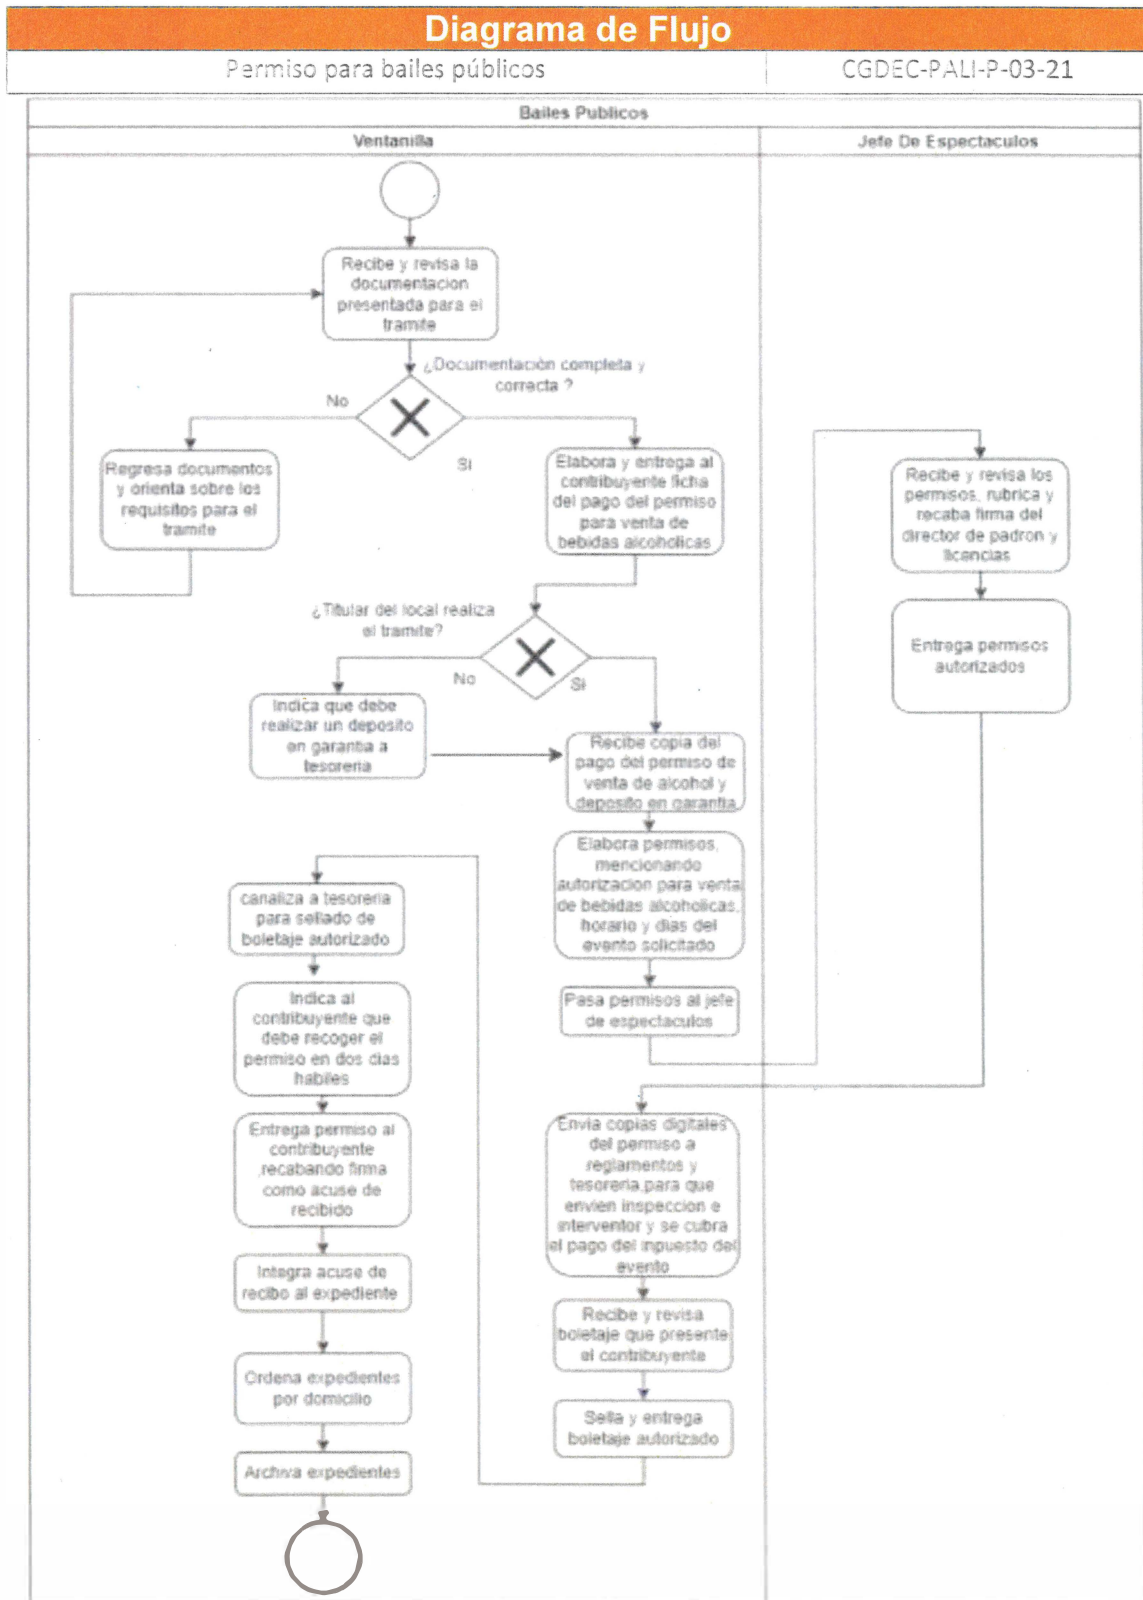 Diagrama de Flujo
Permiso para bailes públicos
CGDEC-PALI-P-03-21
Bailes Publicos
Ventanilla
Jefe De Espectaculos
Recibe y revisa la
documentacion
presentada para el
tramite
¿Documentación completa y
correcta ?
No
Si
Regresa documentos
y orienta sobre los
requisitos para el
tramite
Elabora y entrega al
contribuyente ficha
del pago del permiso
para venta de
bebidas alcoholicas
Recibe y revisa los
permisos, rubrica y
recaba firma del
director de padron y
licencias
¿Titular del local realiza
el tramite?
No
Si
Entrega permisos
autorizados
Indica que debe
realizar un deposito
en garantia a
tesoreria
Recibe copia del
pago del permiso de
venta de alcohol y
deposito en garantia
Elabora permisos,
mencionando
autorizacion para venta
de bebidas alcoholicas,
horario y dias del
evento solicitado
Pasa permisos al jefe
de espectaculos
canaliza a tesoreria
para sellado de
boletaje autorizado
Indica al
contribuyente que
debe recoger el
permiso en dos dias
habiles
Entrega permiso al
contribuyente
,recabando firma
como acuse de
recibido
Integra acuse de
recibo al expediente
Ordena expedientes
por domicilio
Archiva expedientes
Envia copias digitales
del permiso a
reglamentos y
tesoreria,para que
envien inspeccion e
interventor y se cubra
el pago del inpuesto del
evento
Recibe y revisa
boletaje que presente
el contribuyente
Sella y entrega
boletaje autorizado